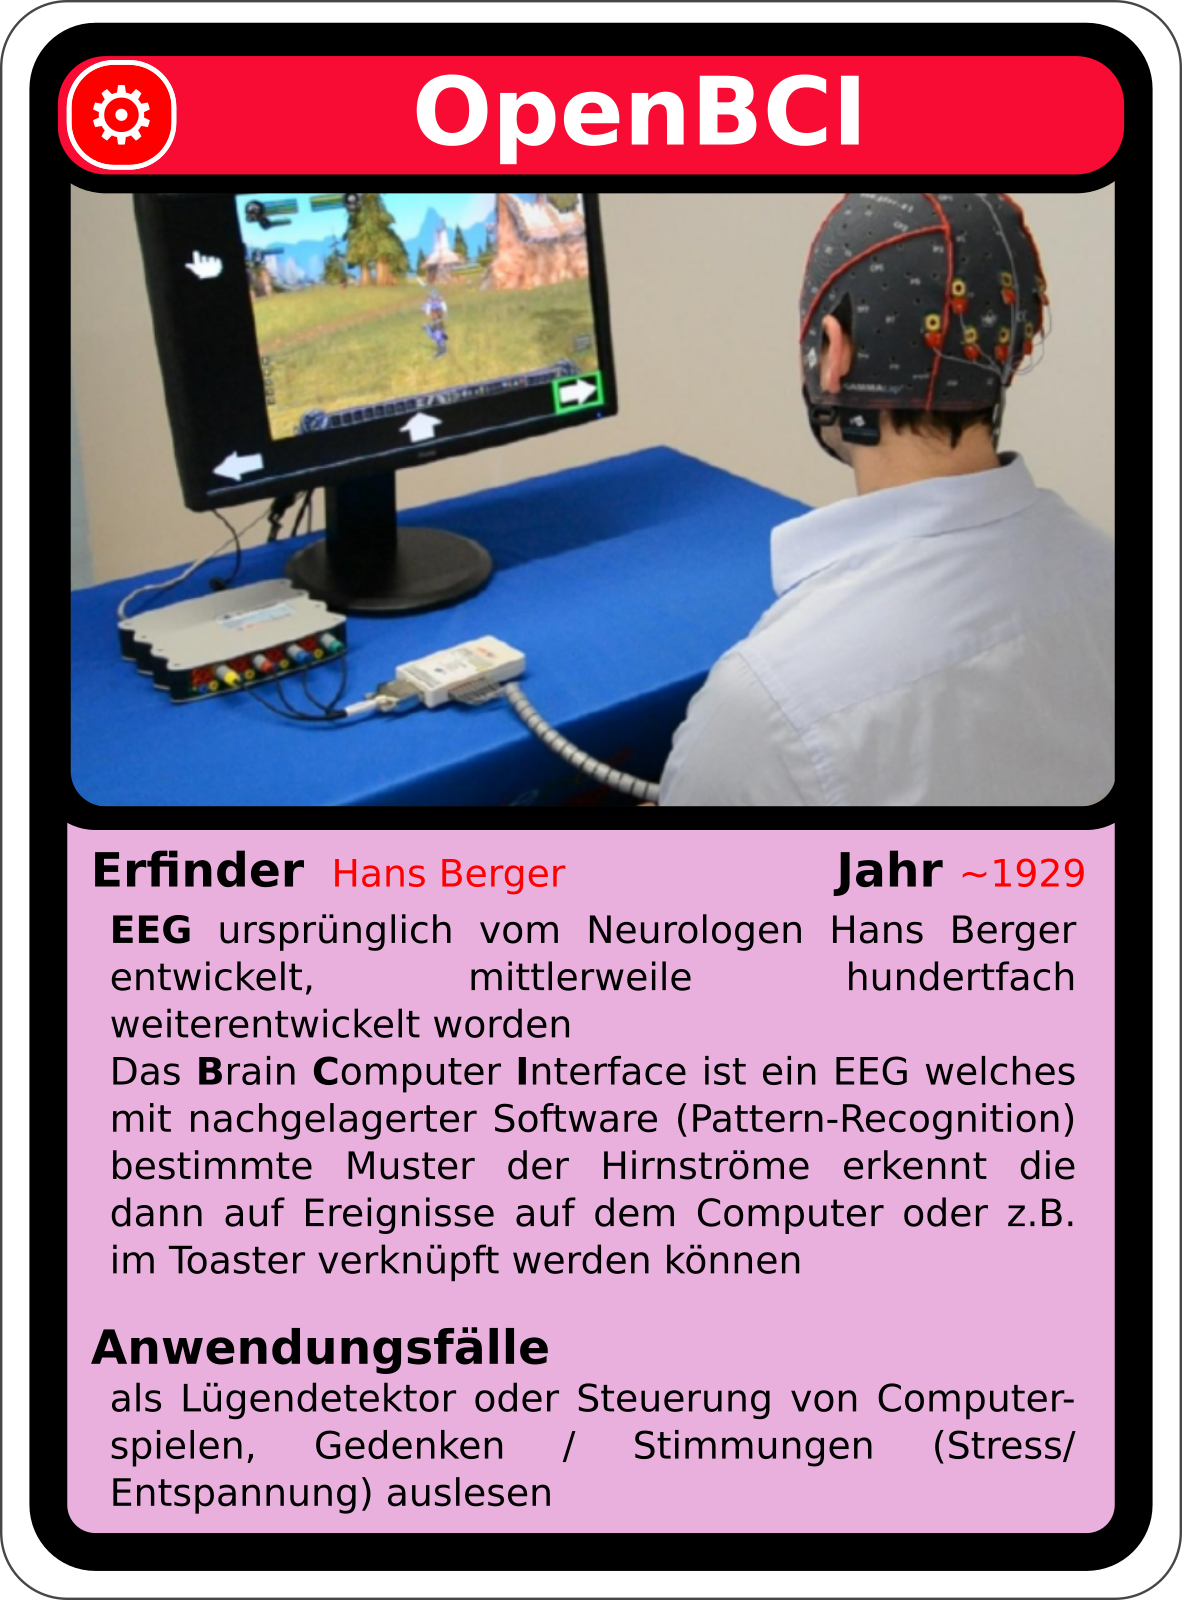 OpenBCI
Erfinder Hans Berger Jahr ~1929
EEG ursprünglich vom Neurologen Hans Berger
entwickelt, mittlerweile hundertfach
weiterentwickelt worden
Das Brain Computer Interface ist ein EEG welches
mit nachgelagerter Software (Pattern-Recognition)
bestimmte Muster der Hirnströme erkennt die
dann auf Ereignisse auf dem Computer oder z.B.
im Toaster verknüpft werden können
Anwendungsfälle
als Lügendetektor oder Steuerung von Computer-
spielen, Gedenken / Stimmungen (Stress/
Entspannung) auslesen